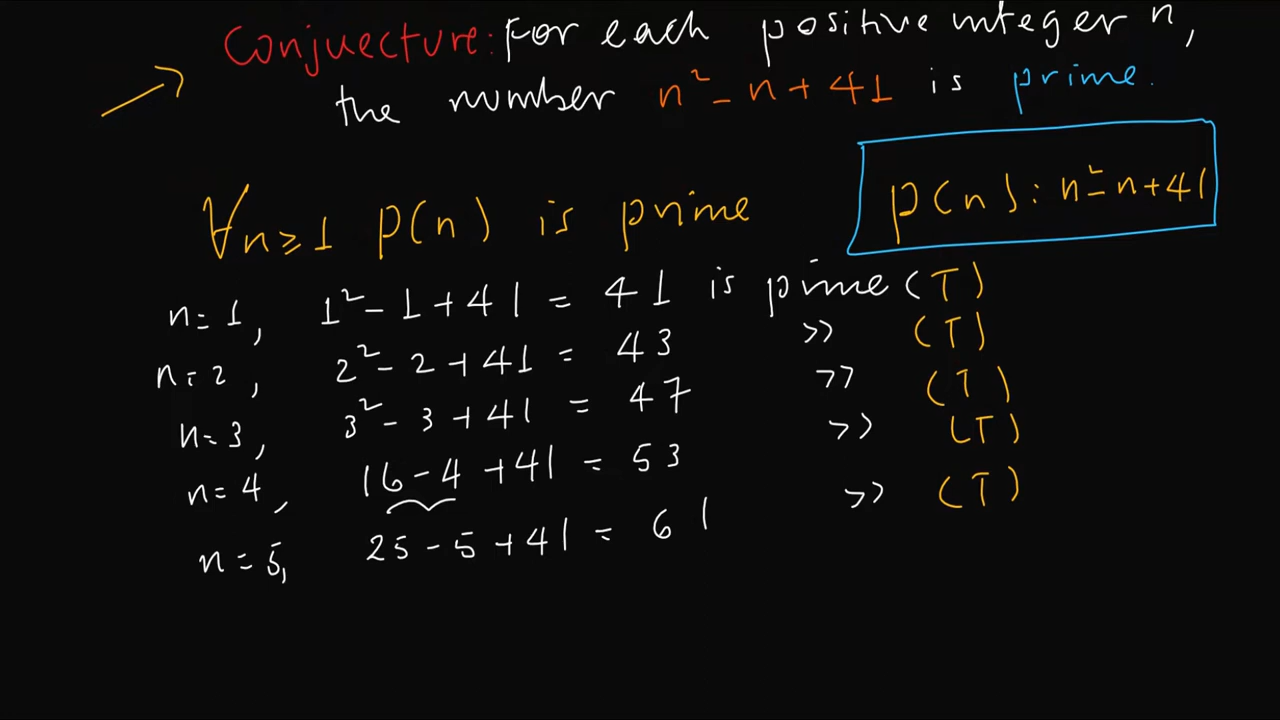 Conjuecture: For each positive integer n,
the number n² - n + 41 is prime.
p(n): n² - n + 41
∀n≥1 p(n) is prime
n=1, 1² - 1 + 41 = 41 is prime (T)
n=2, 2² - 2 + 41 = 43 >> (T)
n=3, 3² - 3 + 41 = 47 >> (T)
n=4, 16 - 4 + 41 = 53 >> (T)
n=5, 25 - 5 + 41 = 61 >> (T)